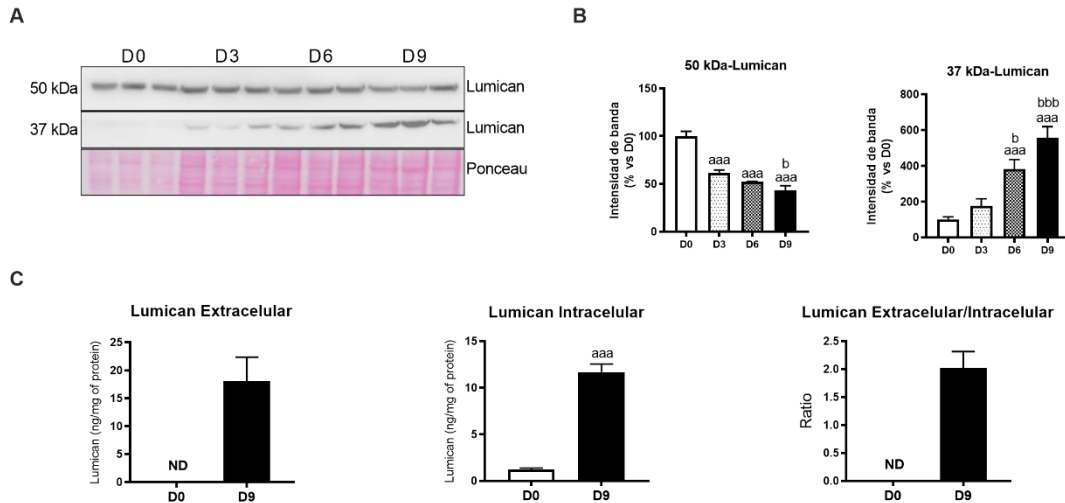 A
D0 D3 D6 D9
50 kDa Lumican
37 kDa Lumican
Ponceau
B
50 kDa-Lumican
Intensidad de banda
(% vs D0)
150
100
50
0
aaa
aaa
b
aaa
D0 D3 D6 D9
37 kDa-Lumican
Intensidad de banda
(% vs D0)
800
600
400
200
0
b
aaa
bbb
aaa
D0 D3 D6 D9
C
Lumican Extracelular
Lumican (ng/mg of protein)
25
20
15
10
5
0
ND
D0 D9
Lumican Intracelular
Lumican (ng/mg of protein)
15
10
5
0
aaa
D0 D9
Lumican Extracelular/Intracelular
Ratio
2.5
2.0
1.5
1.0
0.5
0.0
ND
D0 D9